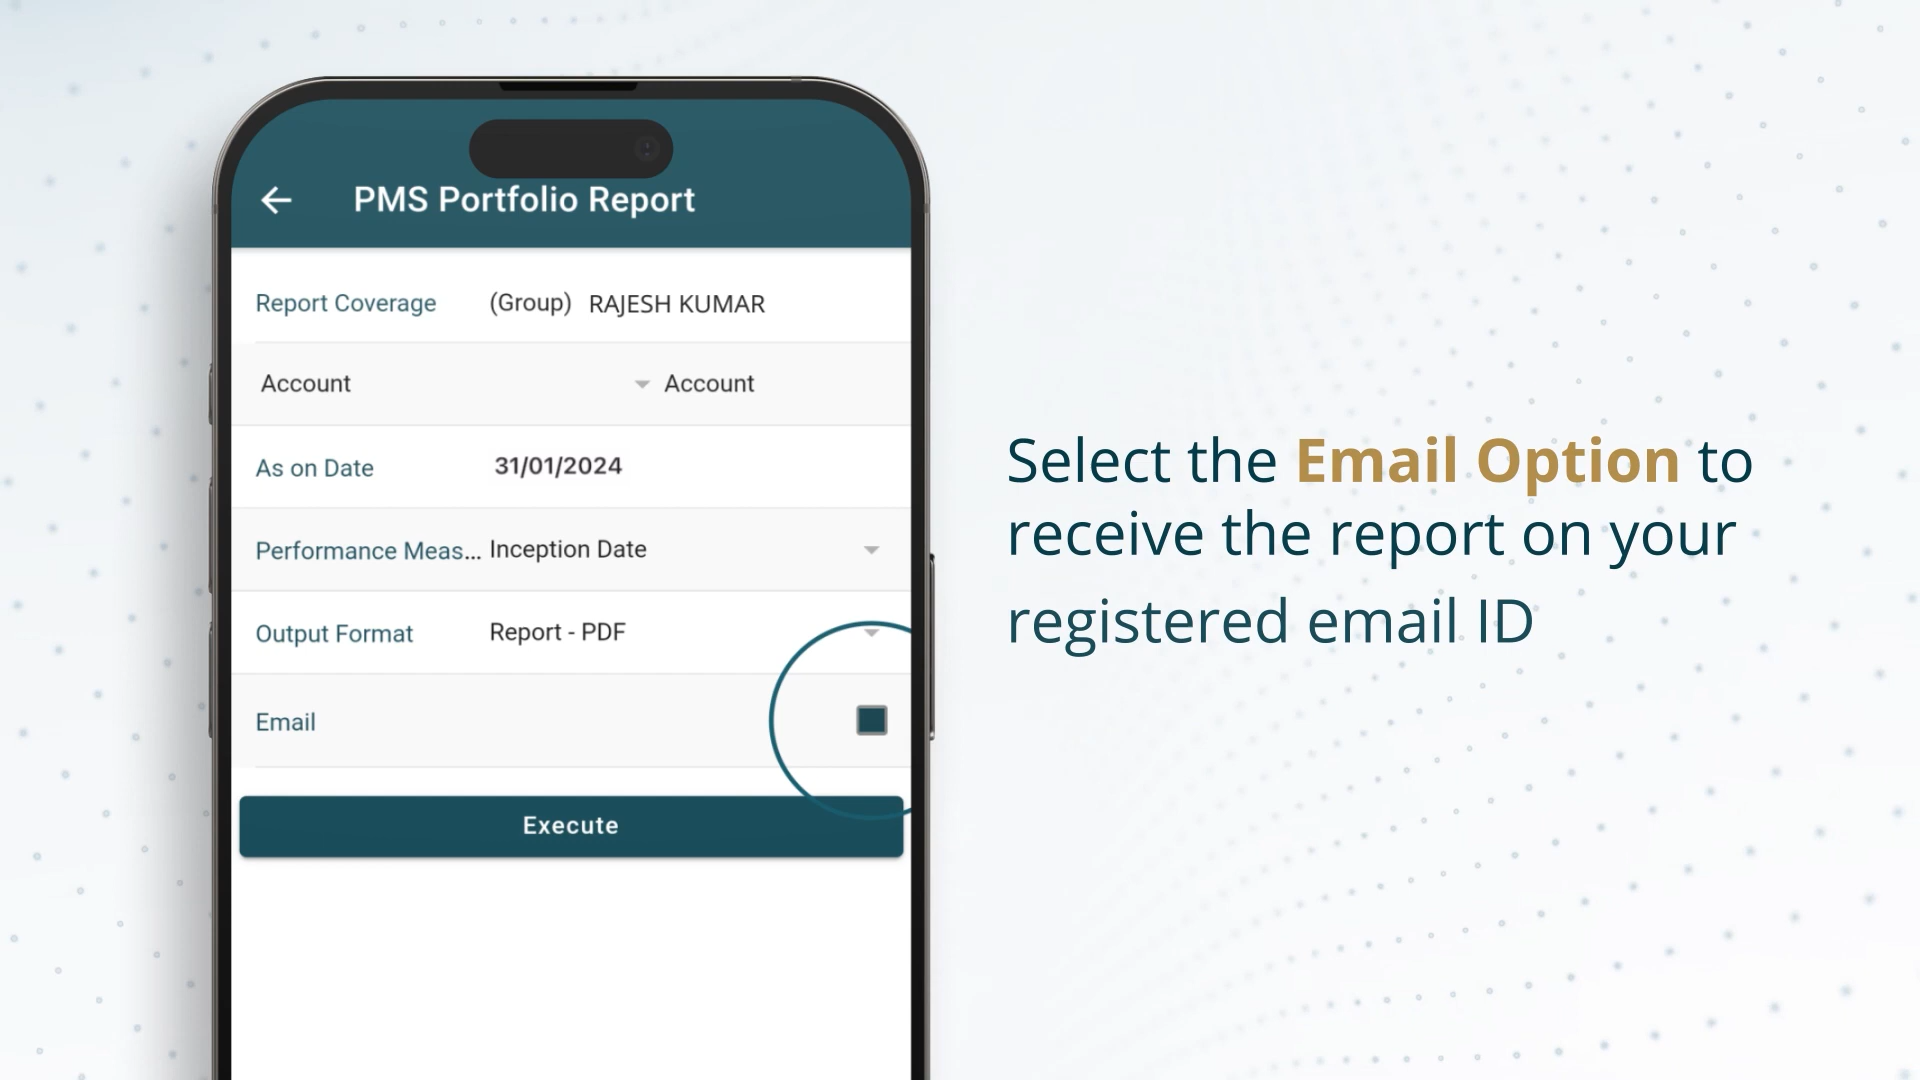 PMS Portfolio Report
Report Coverage (Group) RAJESH KUMAR
Account Account
As on Date 31/01/2024
Performance Meas... Inception Date
Output Format Report - PDF
Email
Execute
Select the Email Option to
receive the report on your
registered email ID